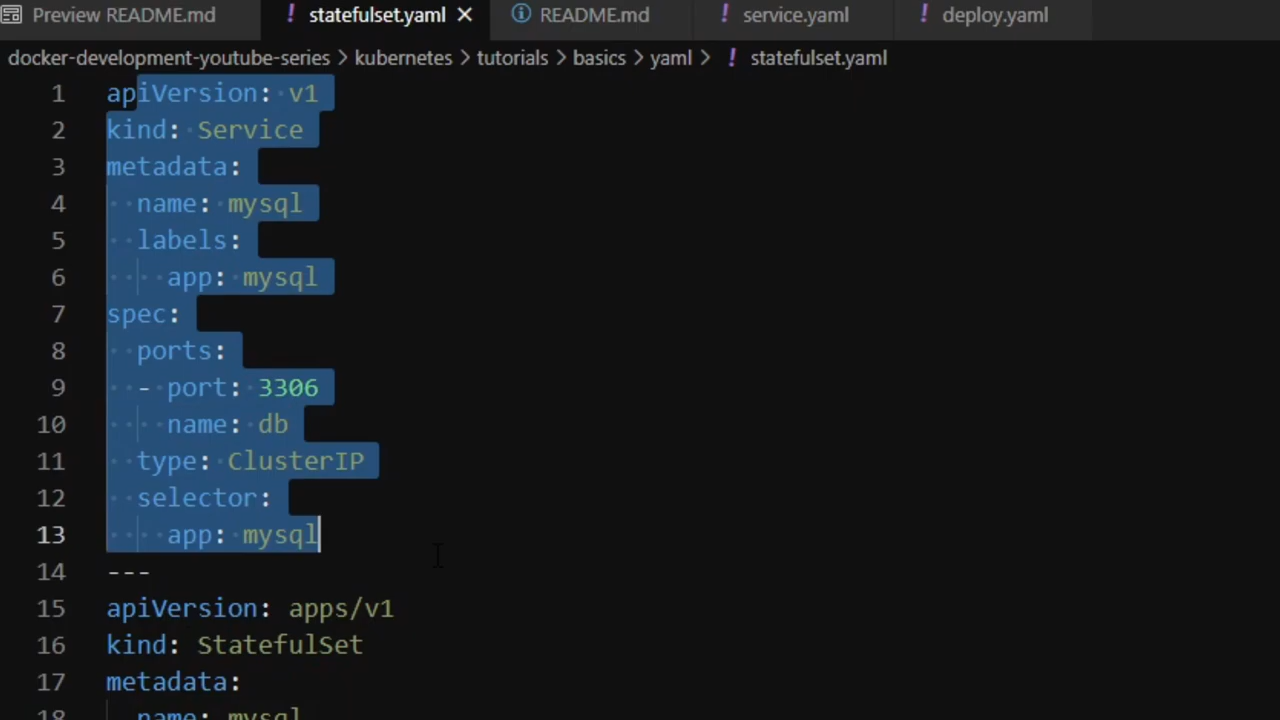 Preview README.md ! statefulset.yaml × README.md ! service.yaml ! deploy.yaml
docker-development-youtube-series > kubernetes > tutorials > basics > yaml > ! statefulset.yaml
1 apiVersion: v1
2 kind: Service
3 metadata:
4 name: mysql
5 labels:
6 app: mysql
7 spec:
8 ports:
9 - port: 3306
10 name: db
11 type: ClusterIP
12 selector:
13 app: mysql
14 ---
15 apiVersion: apps/v1
16 kind: StatefulSet
17 metadata:
18 name: mysql